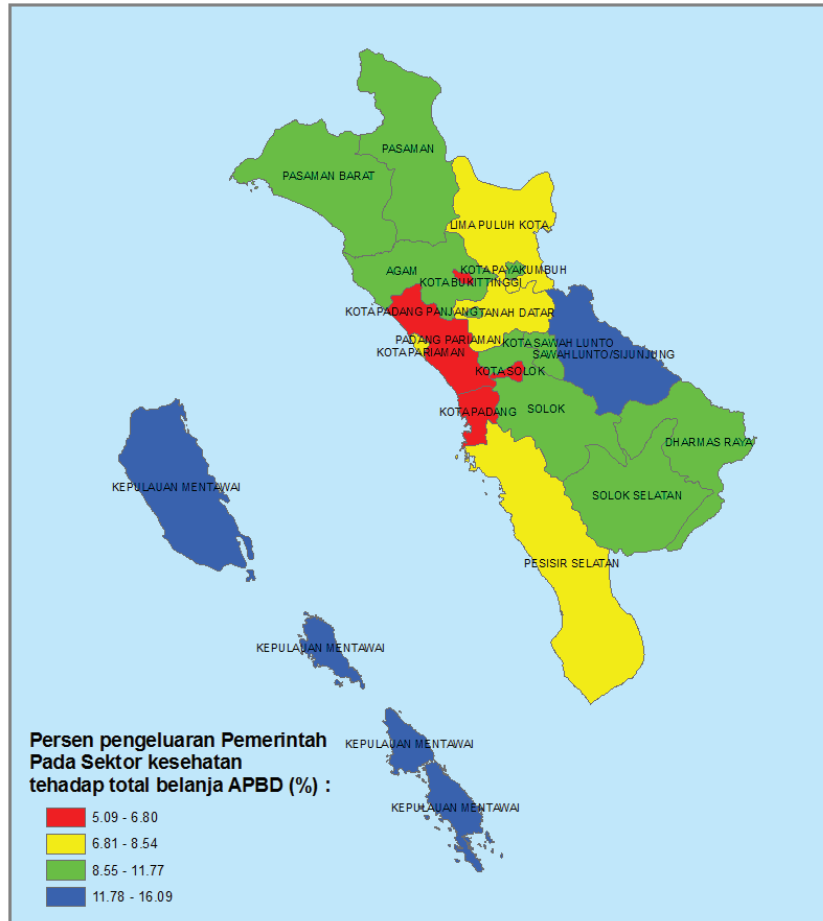 PASAMAN
PASAMAN BARAT
LIMA PULUH KOTA
AGAM
KOTA PAYAKUMBUH
KOTA BUKITTINGGI
KOTA PADANG PANJANG
TANAH DATAR
PADANG PARIAMAN
KOTA SAWAH LUNTO
KOTA PARIAMAN
SAWAHLUNTO/SIJUNJUNG
KOTA SOLOK
KOTA PADANG
SOLOK
DHARMAS RAYA
KEPULAUAN MENTAWAI
SOLOK SELATAN
PESISIR SELATAN
KEPULAUAN MENTAWAI
KEPULAUAN MENTAWAI
KEPULAUAN MENTAWAI
Persen pengeluaran Pemerintah
Pada Sektor kesehatan
tehadap total belanja APBD (%) :
5.09 - 6.80
6.81 - 8.54
8.55 - 11.77
11.78 - 16.09